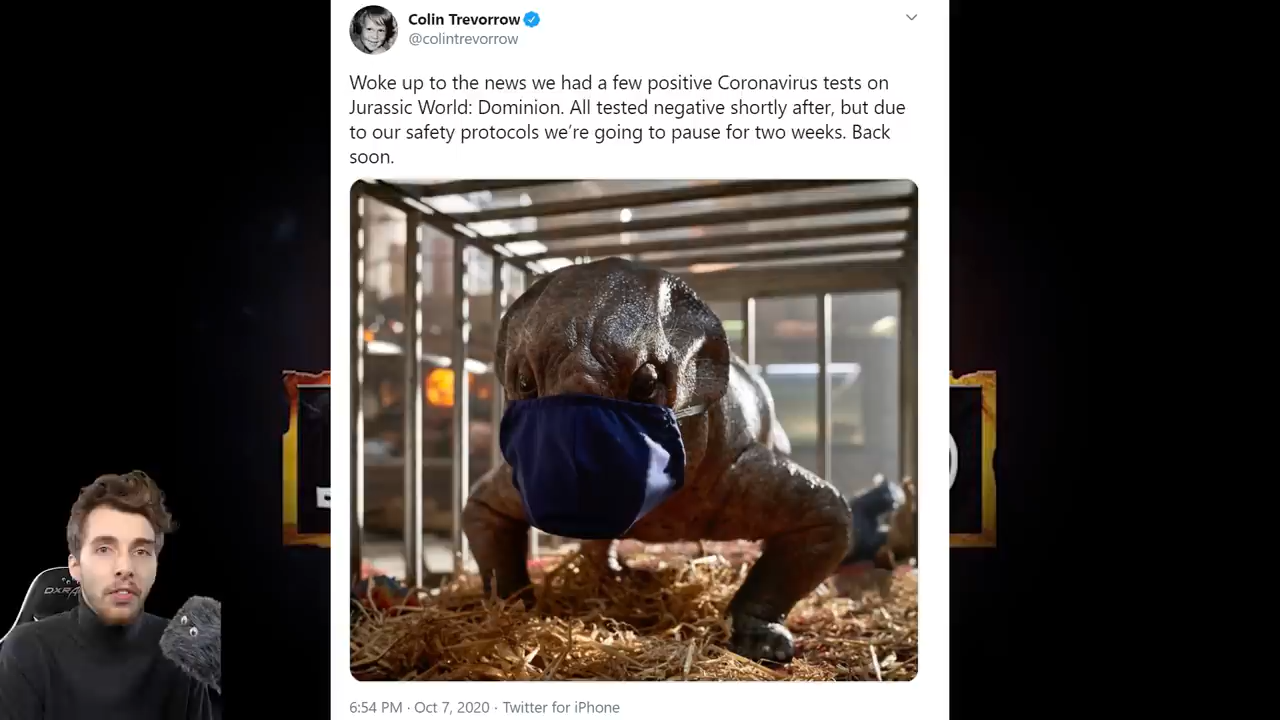 Colin Trevorrow
@colintrevorrow
Woke up to the news we had a few positive Coronavirus tests on
Jurassic World: Dominion. All tested negative shortly after, but due
to our safety protocols we're going to pause for two weeks. Back
soon.
6:54 PM · Oct 7, 2020 · Twitter for iPhone